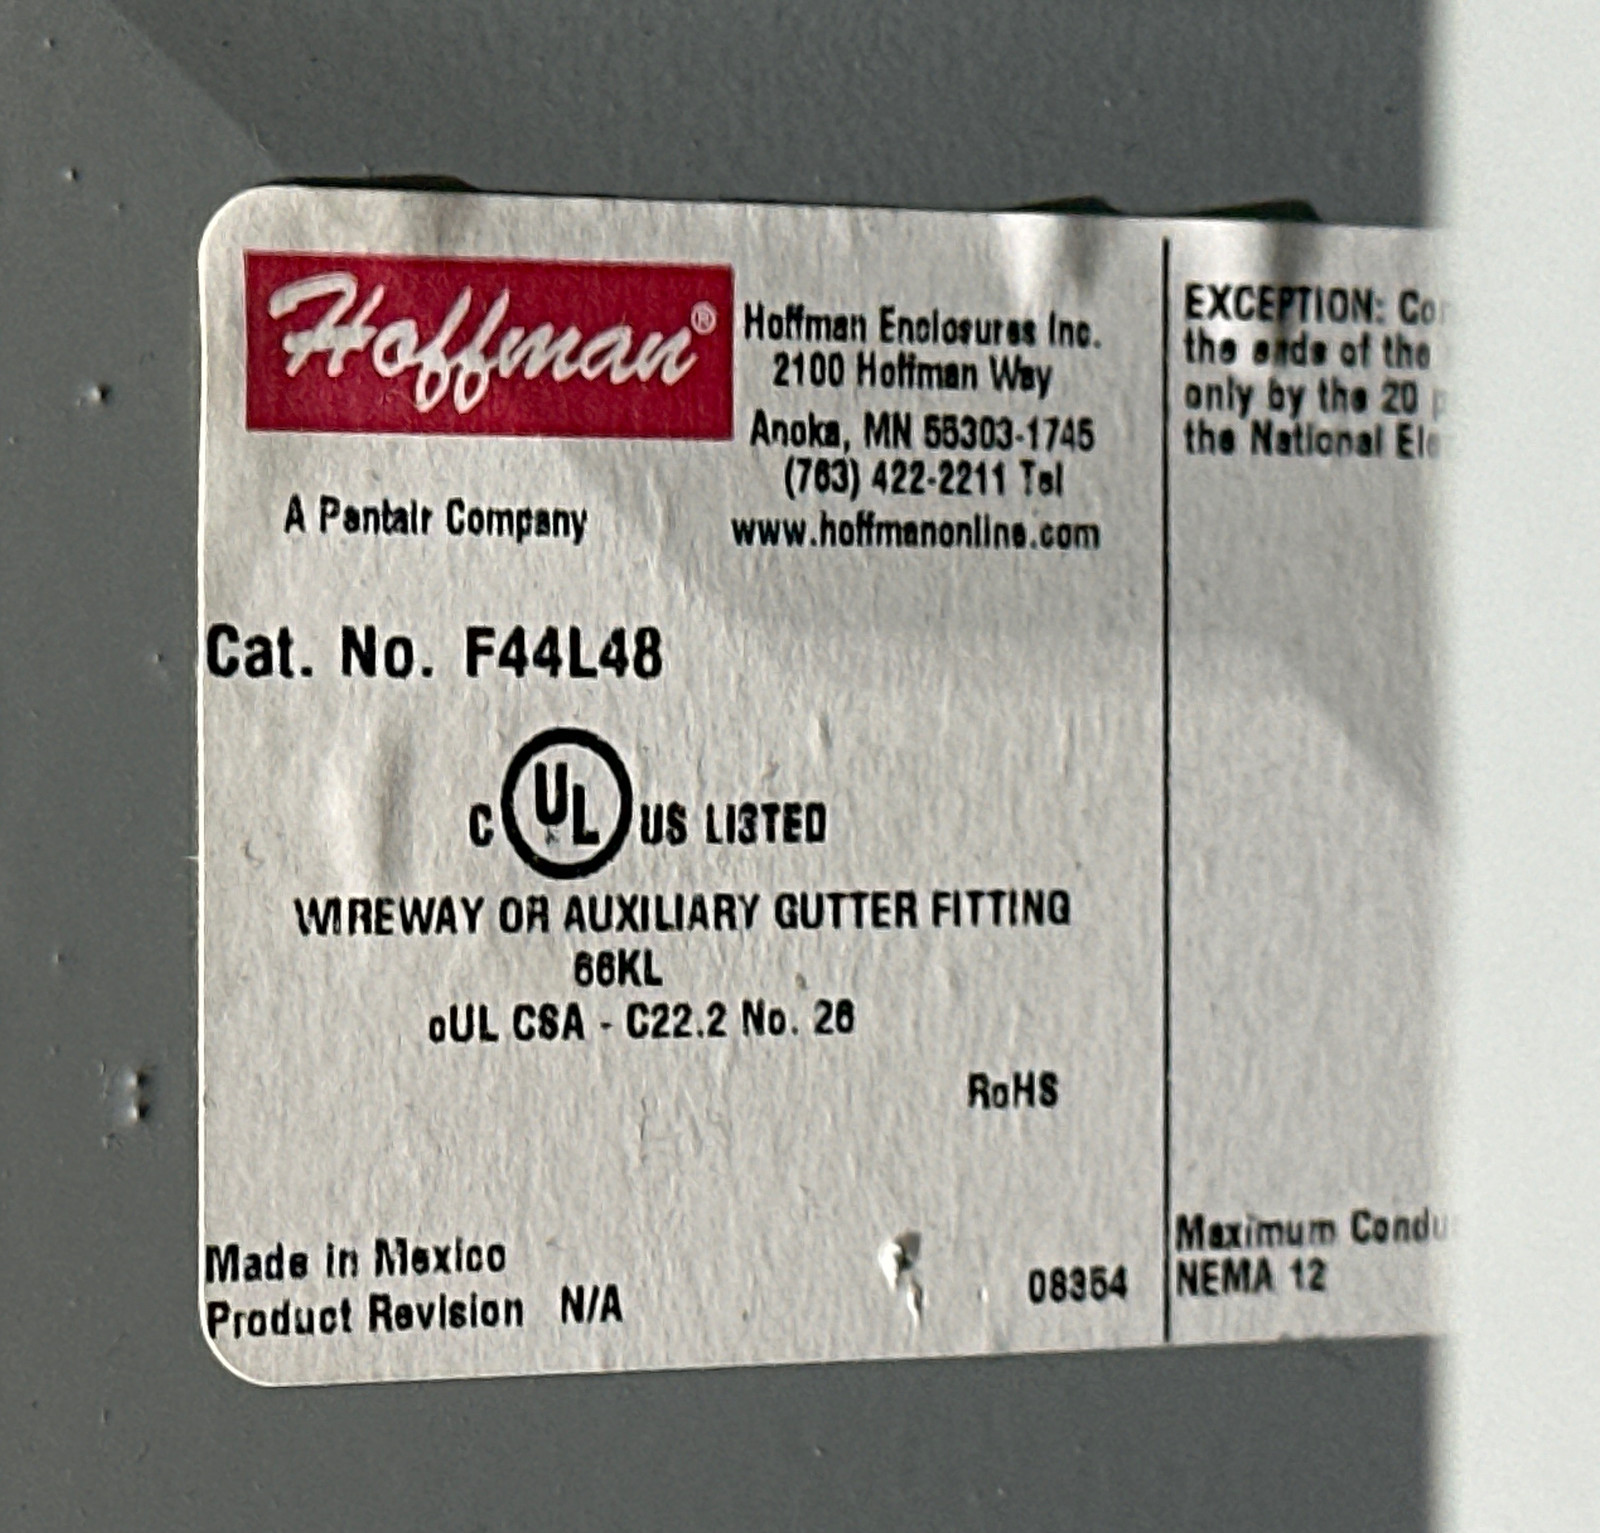 Hoffman®
Hoffman Enclosures Inc.
2100 Hoffman Way
Anoka, MN 55303-1745
(763) 422-2211 Tel
www.hoffmanonline.com
A Pentair Company
Cat. No. F44L48
C UL US LISTED
WIREWAY OR AUXILIARY GUTTER FITTING
66KL
cUL CSA - C22.2 No. 26
RoHS
Made in Mexico
Product Revision N/A
08354
EXCEPTION:
the ends of the
only by the 20
the National
Maximum
NEMA 12